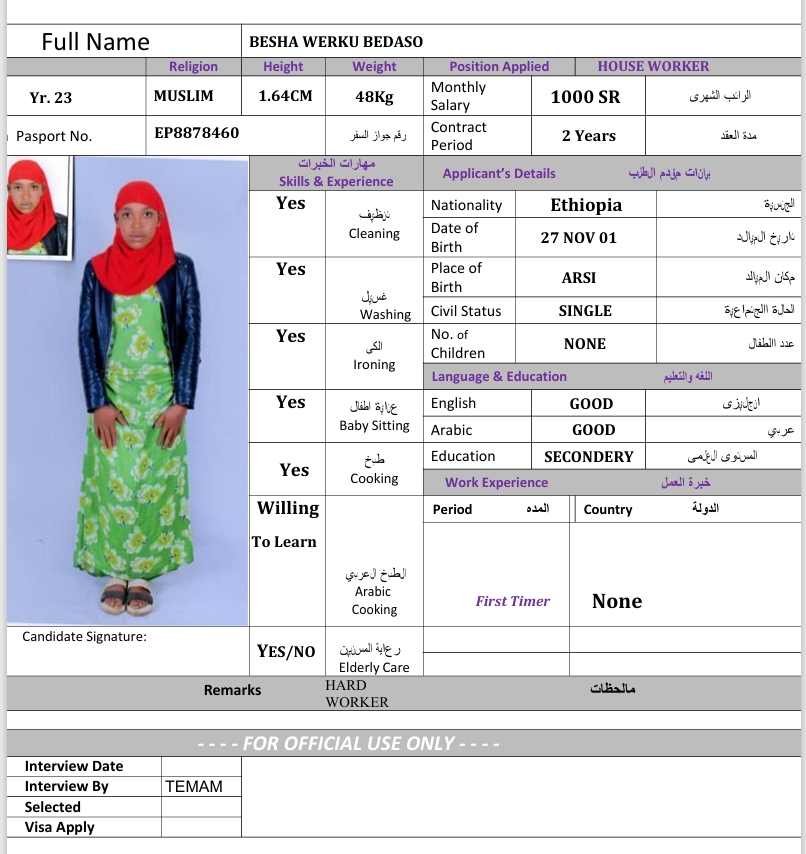 Full Name
BESHA WERKU BEDASO
Religion Height Weight Position Applied HOUSE WORKER
Yr. 23 MUSLIM 1.64CM 48Kg Monthly Salary 1000 SR الراتب الشهرى
Pasport No. EP8878460 رقم جواز السفر Contract Period 2 Years مدة العقد
مهارات الخبرات
Skills & Experience
Applicant's Details بيانات مقدم الطلب
Yes تنظيف
Cleaning
Nationality Ethiopia الجنسية
Date of Birth 27 NOV 01 تاريخ الميالد
Yes غسيل
Washing
Place of Birth ARSI مكان الميالد
Civil Status SINGLE الحالة االجتماعية
Yes الكى
Ironing
No. of Children NONE عدد االطفال
Language & Education اللغه والتعليم
Yes عناية اطفال
Baby Sitting
English GOOD انجليزى
Arabic GOOD عربي
Yes طبخ
Cooking
Education SECONDERY المستوى العلمى
Work Experience خبرة العمل
Willing
To Learn
الطبخ العربي
Arabic
Cooking
Period المده Country الدولة
First Timer None
Candidate Signature:
YES/NO رعاية المسنين
Elderly Care
Remarks HARD
WORKER
مالحظات
- - - - FOR OFFICIAL USE ONLY - - - -
Interview Date
Interview By TEMAM
Selected
Visa Apply